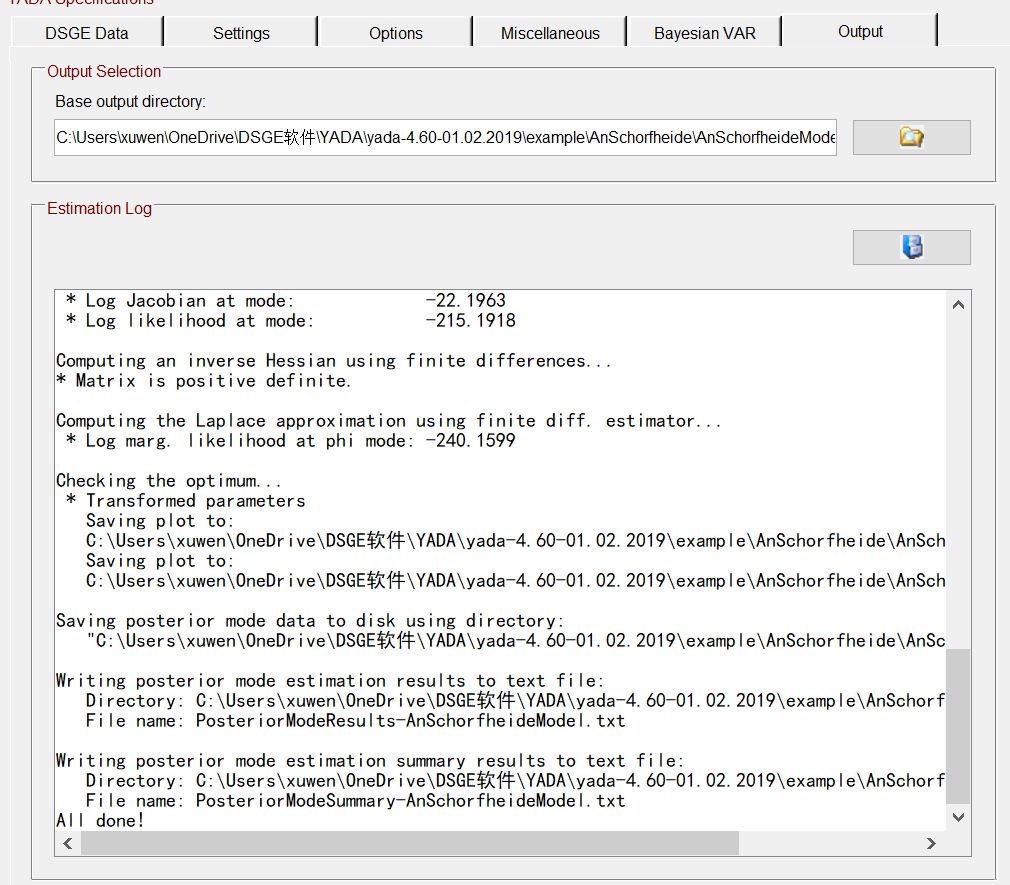 YADA Specifications
DSGE Data
Settings
Options
Miscellaneous
Bayesian VAR
Output
Output Selection
Base output directory:
C:\Users\xuwen\OneDrive\DSGE软件\YADA\yada-4.60-01.02.2019\example\AnSchorfheide\AnSchorfheideMode
Estimation Log
* Log Jacobian at mode: -22.1963
* Log likelihood at mode: -215.1918
Computing an inverse Hessian using finite differences...
* Matrix is positive definite.
Computing the Laplace approximation using finite diff. estimator...
* Log marg. likelihood at phi mode: -240.1599
Checking the optimum...
* Transformed parameters
Saving plot to:
C:\Users\xuwen\OneDrive\DSGE软件\YADA\yada-4.60-01.02.2019\example\AnSchorfheide\AnSch
Saving plot to:
C:\Users\xuwen\OneDrive\DSGE软件\YADA\yada-4.60-01.02.2019\example\AnSchorfheide\AnSch
Saving posterior mode data to disk using directory:
"C:\Users\xuwen\OneDrive\DSGE软件\YADA\yada-4.60-01.02.2019\example\AnSchorfheide\AnSc
Writing posterior mode estimation results to text file:
Directory: C:\Users\xuwen\OneDrive\DSGE软件\YADA\yada-4.60-01.02.2019\example\AnSchorf
File name: PosteriorModeResults-AnSchorfheideModel.txt
Writing posterior mode estimation summary results to text file:
Directory: C:\Users\xuwen\OneDrive\DSGE软件\YADA\yada-4.60-01.02.2019\example\AnSchorf
File name: PosteriorModeSummary-AnSchorfheideModel.txt
All done!